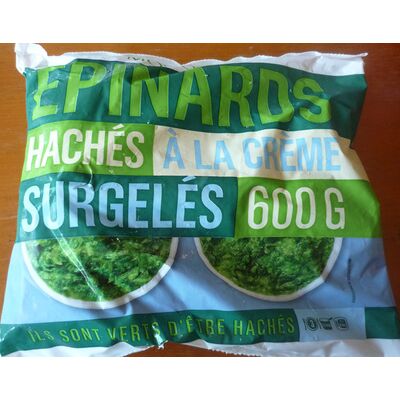 EPINARDS
HACHÉS À LA CRÈME
SURGELÉS 600 G
ILS SONT VERTS D'ÊTRE HACHÉS